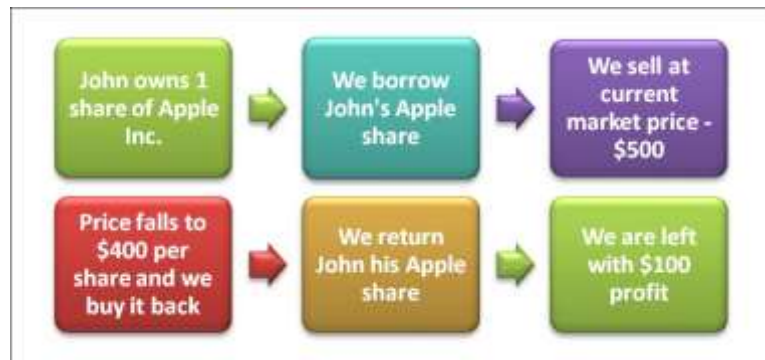 John owns 1
share of Apple
Inc.
We borrow
John's Apple
share
We sell at
current
market price -
$500
Price falls to
$400 per
share and we
buy it back
We return
John his Apple
share
We are left
with $100
profit